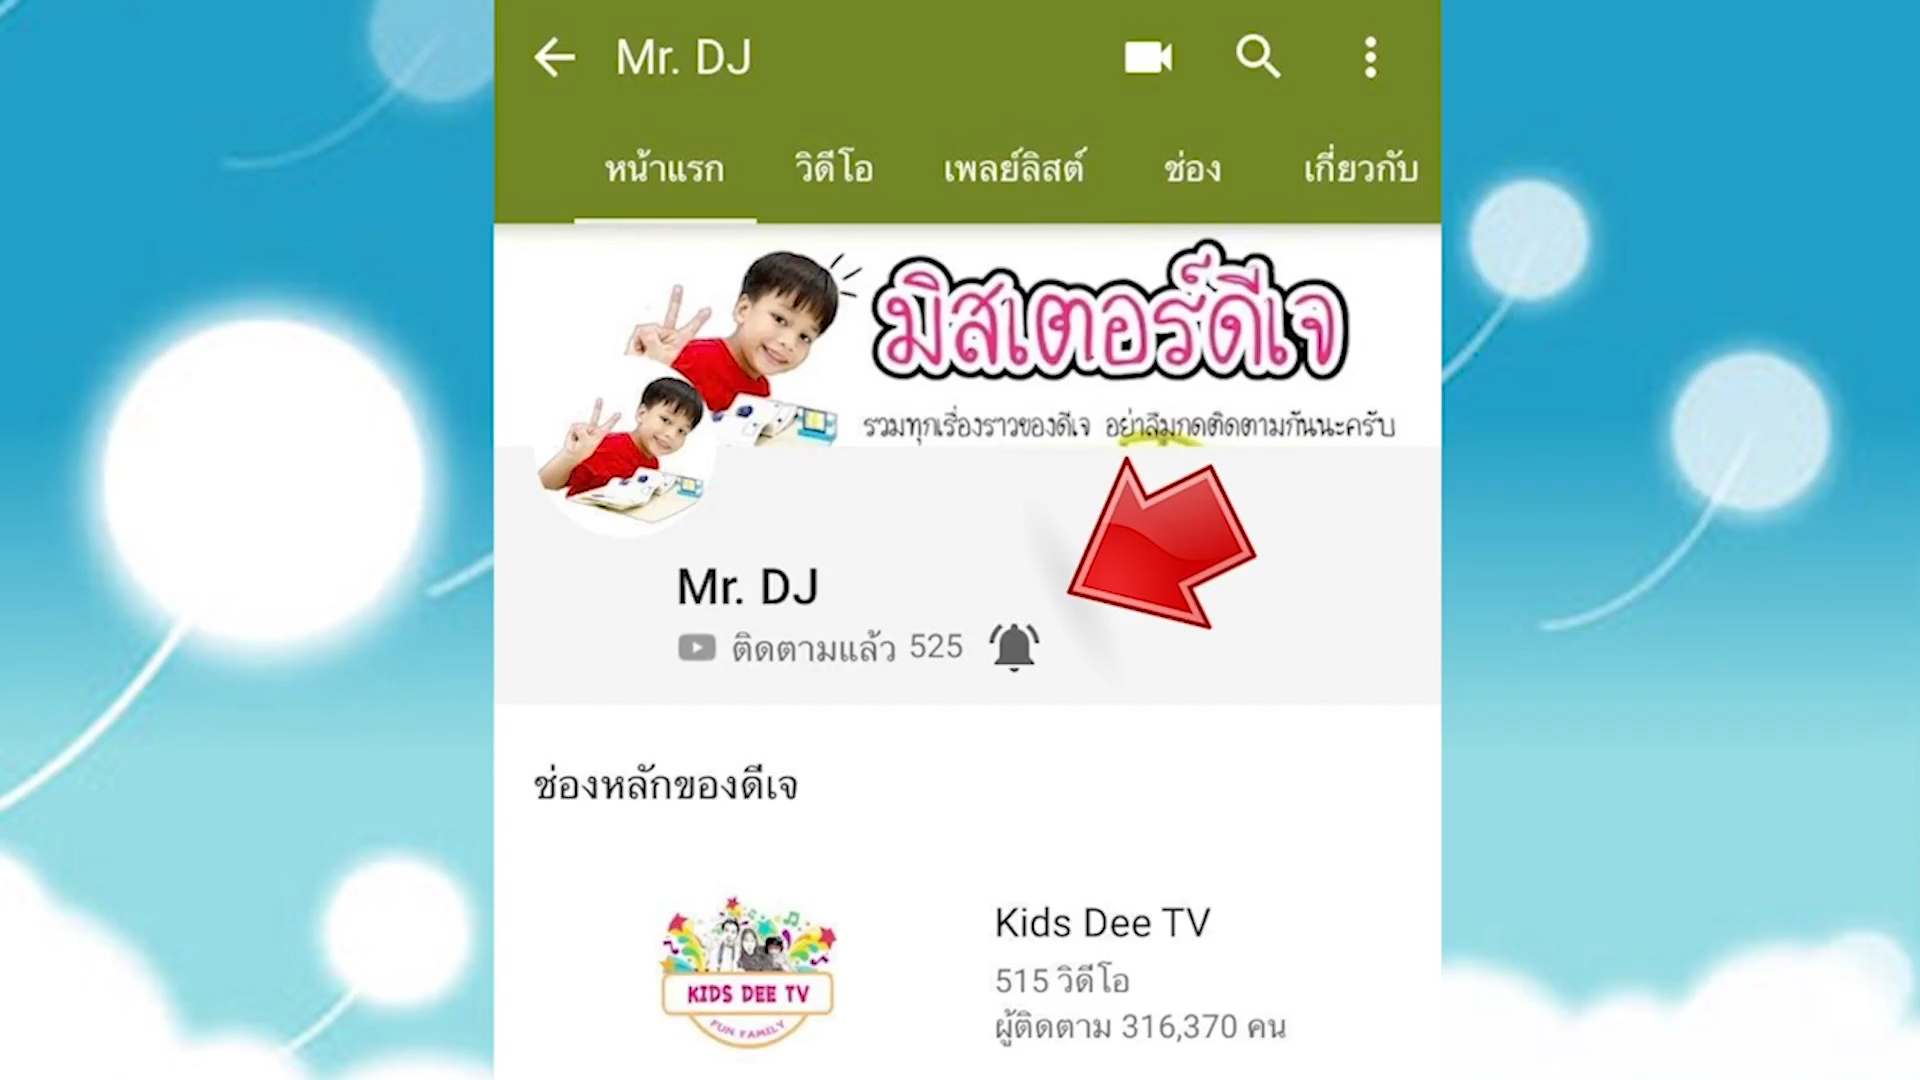 Mr. DJ
หน้าแรก วิดีโอ เพลย์ลิสต์ ช่อง เกี่ยวกับ
มิสเตอร์ดีเจ
รวมทุกเรื่องราวของดีเจ อย่าลืมกดติดตามกันนะครับ
Mr. DJ
ติดตามแล้ว 525
ช่องหลักของดีเจ
KIDS DEE TV
FUN FAMILY
Kids Dee TV
515 วิดีโอ
ผู้ติดตาม 316,370 คน